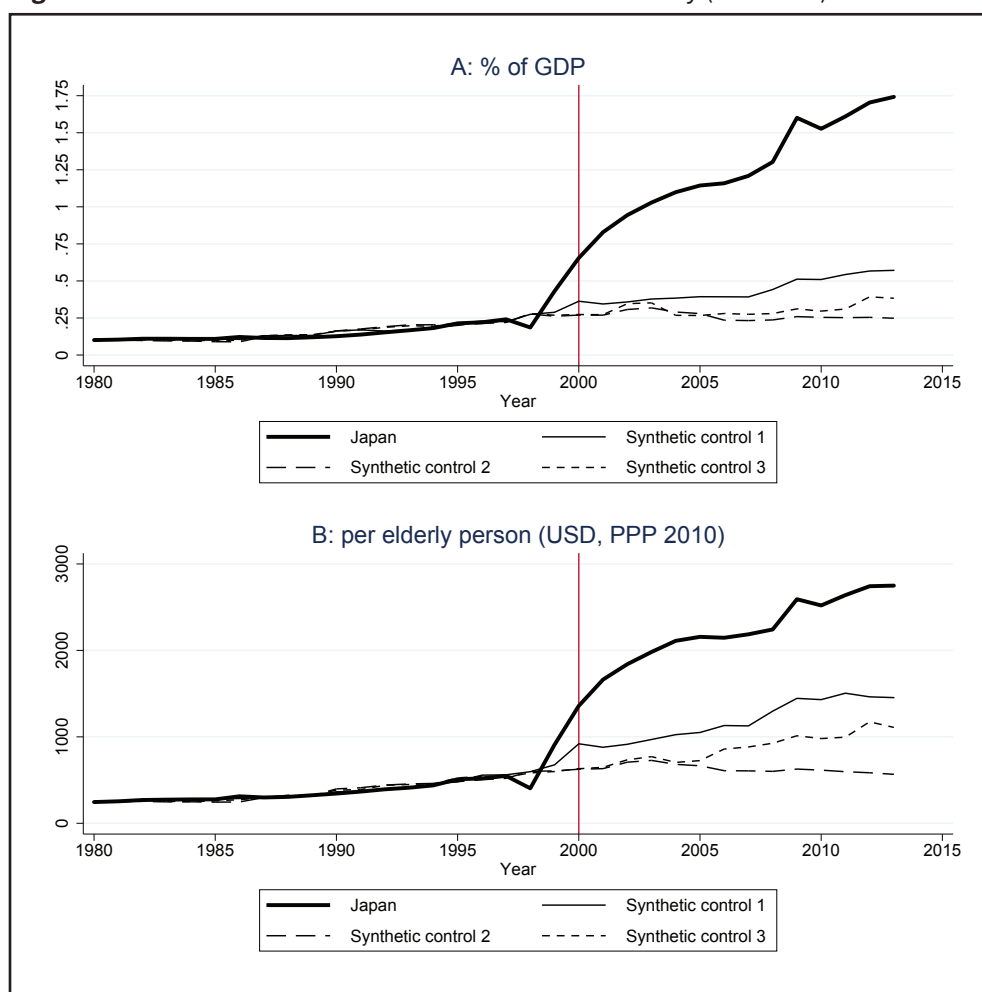 A: % of GDP
1.75
1.5
1.25
1
.75
.5
.25
0
1980 1985 1990 1995 2000 2005 2010 2015
Year
Japan Synthetic control 1
Synthetic control 2 Synthetic control 3
B: per elderly person (USD, PPP 2010)
3000
2000
1000
0
1980 1985 1990 1995 2000 2005 2010 2015
Year
Japan Synthetic control 1
Synthetic control 2 Synthetic control 3